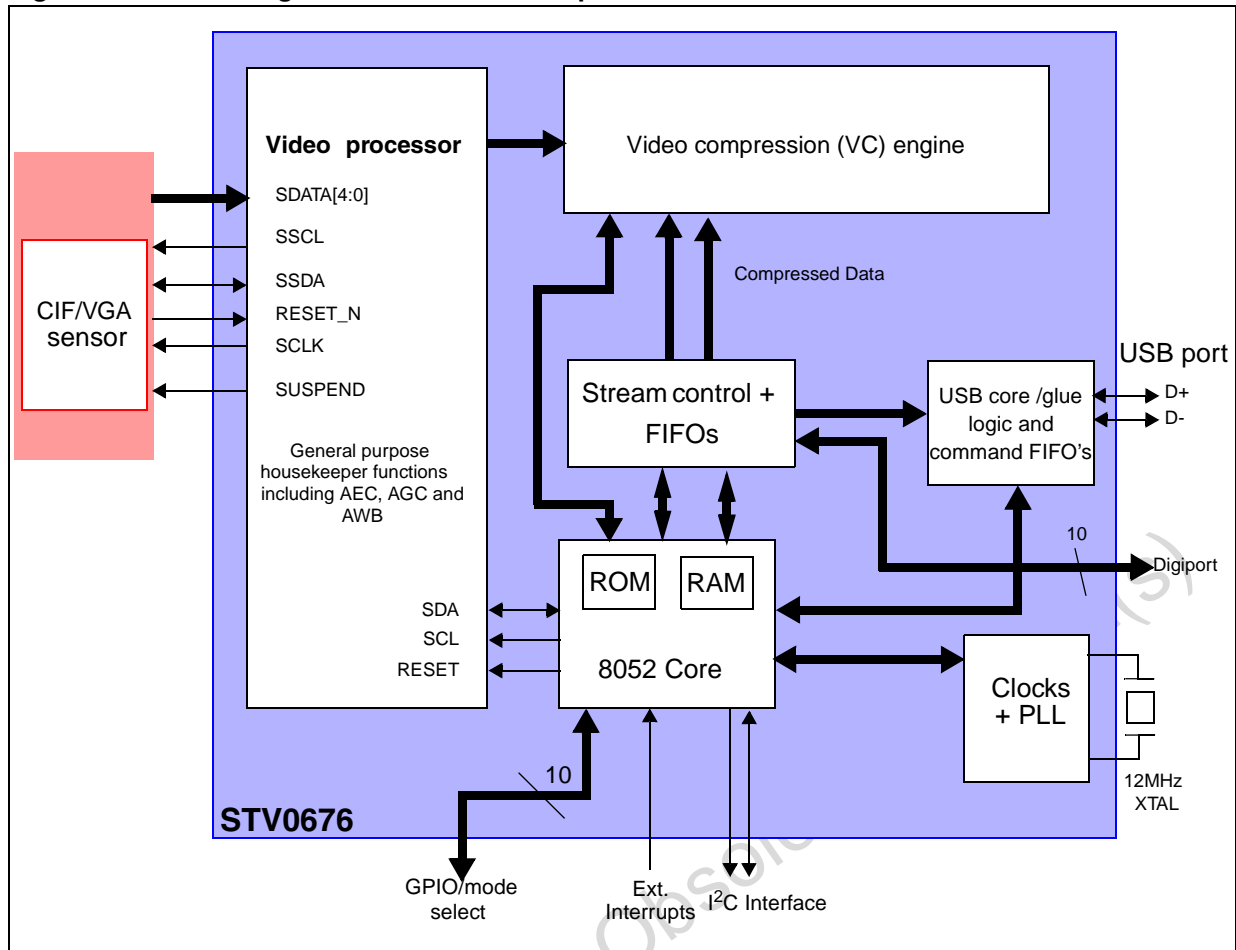 Video processor
Video compression (VC) engine
SDATA[4:0]
SSCL
SSDA
RESET_N
SCLK
SUSPEND
CIF/VGA
sensor
General purpose
housekeeper functions
including AEC, AGC and
AWB
Compressed Data
Stream control +
FIFOs
USB core /glue
logic and
command FIFO's
USB port
D+
D-
10
Digiport
ROM
RAM
8052 Core
SDA
SCL
RESET
Clocks
+ PLL
12MHz
XTAL
STV0676
10
GPIO/mode
select
Ext.
Interrupts
I2C Interface